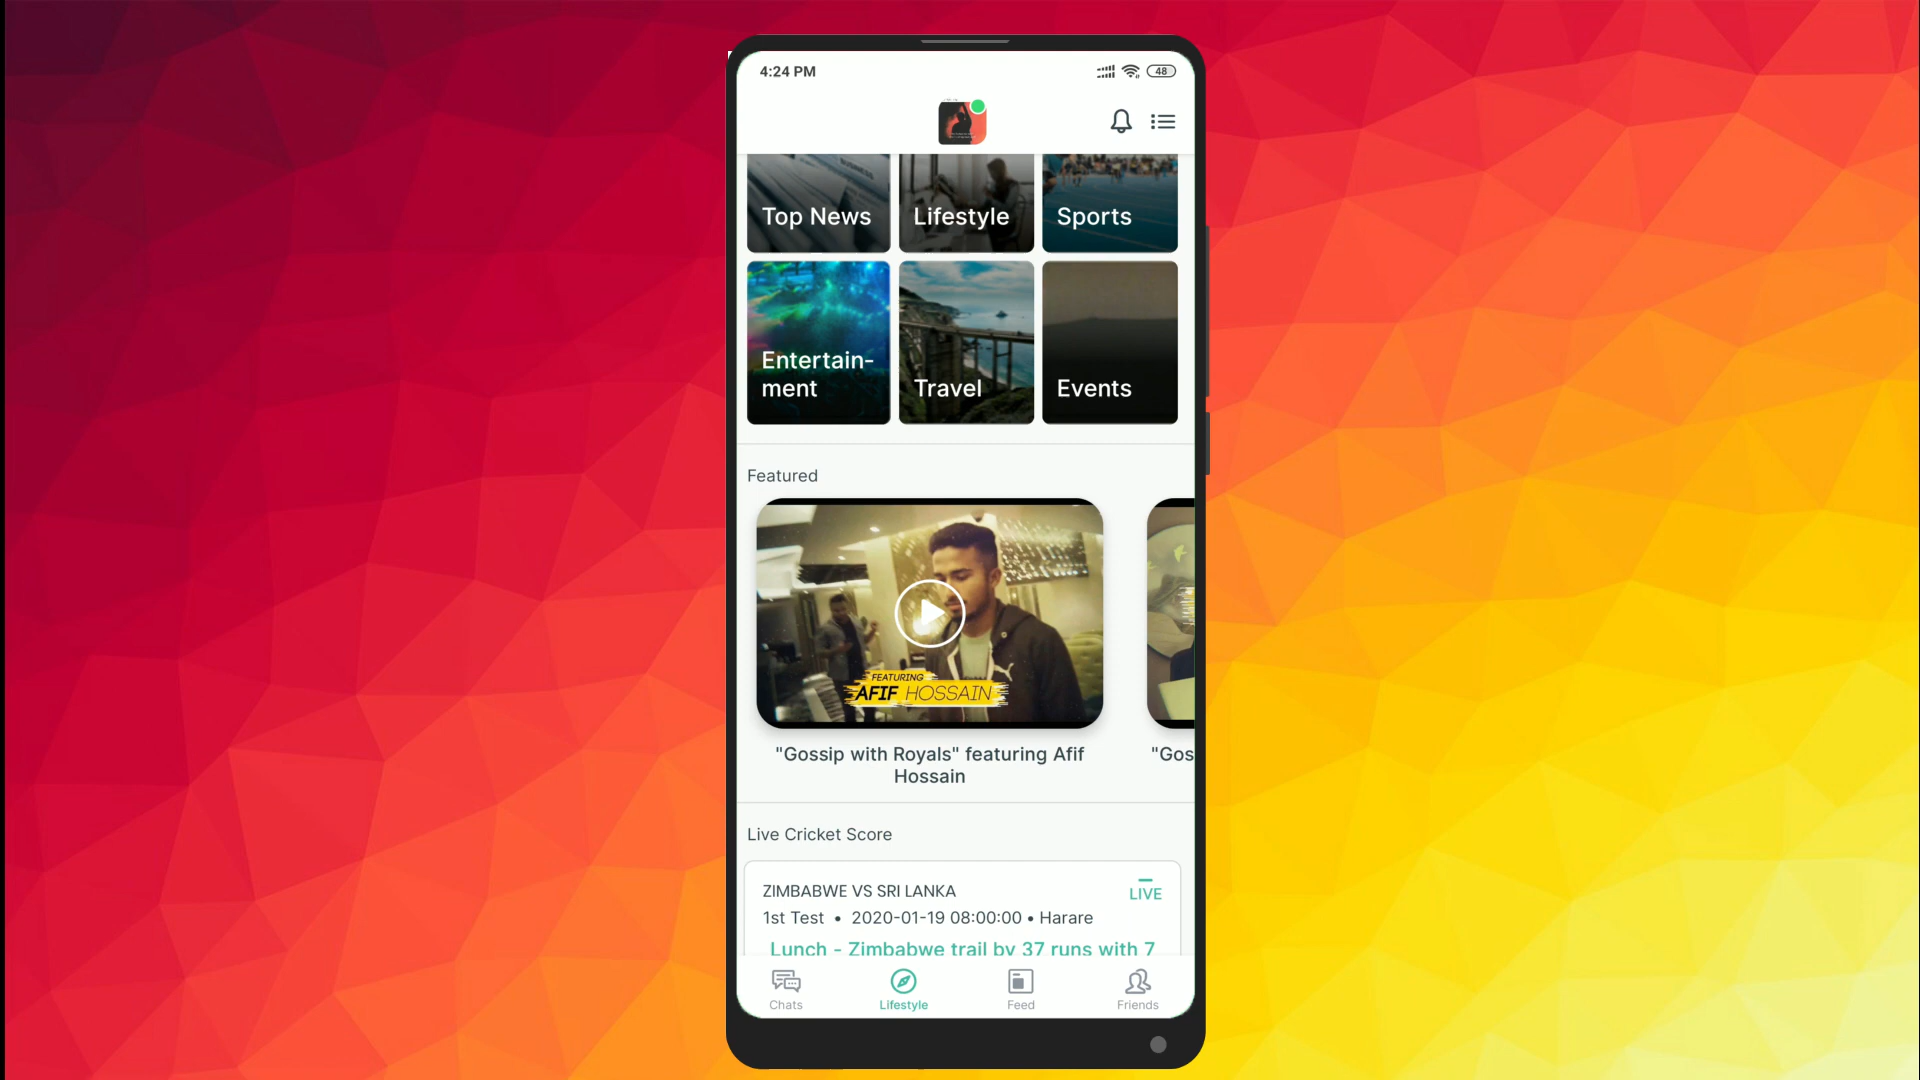 4:24 PM
48
Top News
Lifestyle
Sports
Entertain-
ment
Travel
Events
Featured
FEATURING
AFIF HOSSAIN
"Gossip with Royals" featuring Afif
Hossain
"Gos
Live Cricket Score
ZIMBABWE VS SRI LANKA
LIVE
1st Test • 2020-01-19 08:00:00 • Harare
Lunch - Zimbabwe trail by 37 runs with 7
Chats
Lifestyle
Feed
Friends